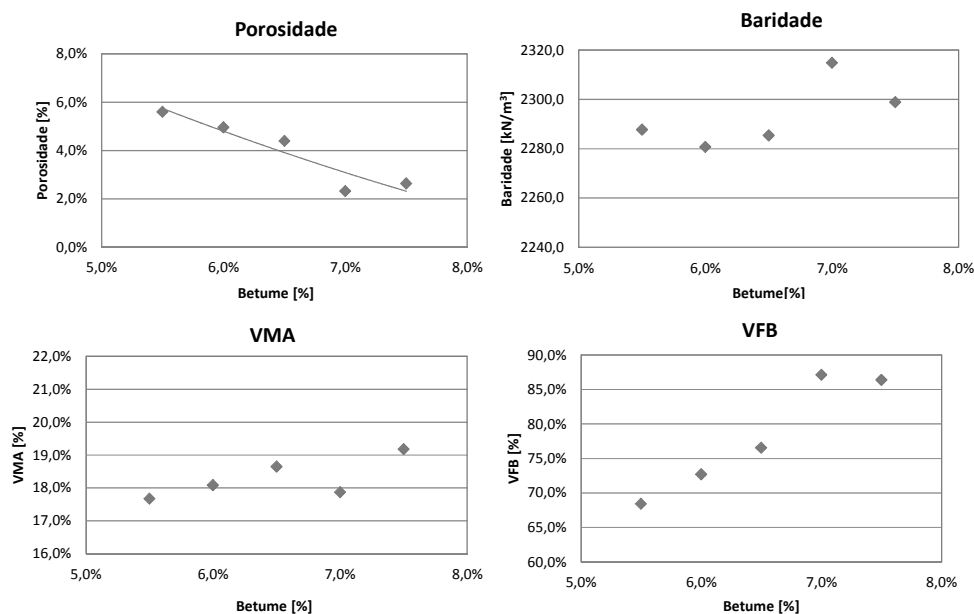 Porosidade
Porosidade [%]
8,0%
6,0%
4,0%
2,0%
0,0%
5,0% 6,0% 7,0% 8,0%
Betume [%]
Baridade
Baridade [kN/m³]
2320,0
2300,0
2280,0
2260,0
2240,0
5,0% 6,0% 7,0% 8,0%
Betume[%]
VMA
VMA [%]
22,0%
21,0%
20,0%
19,0%
18,0%
17,0%
16,0%
5,0% 6,0% 7,0% 8,0%
Betume [%]
VFB
VFB [%]
90,0%
85,0%
80,0%
75,0%
70,0%
65,0%
60,0%
5,0% 6,0% 7,0% 8,0%
Betume [%]